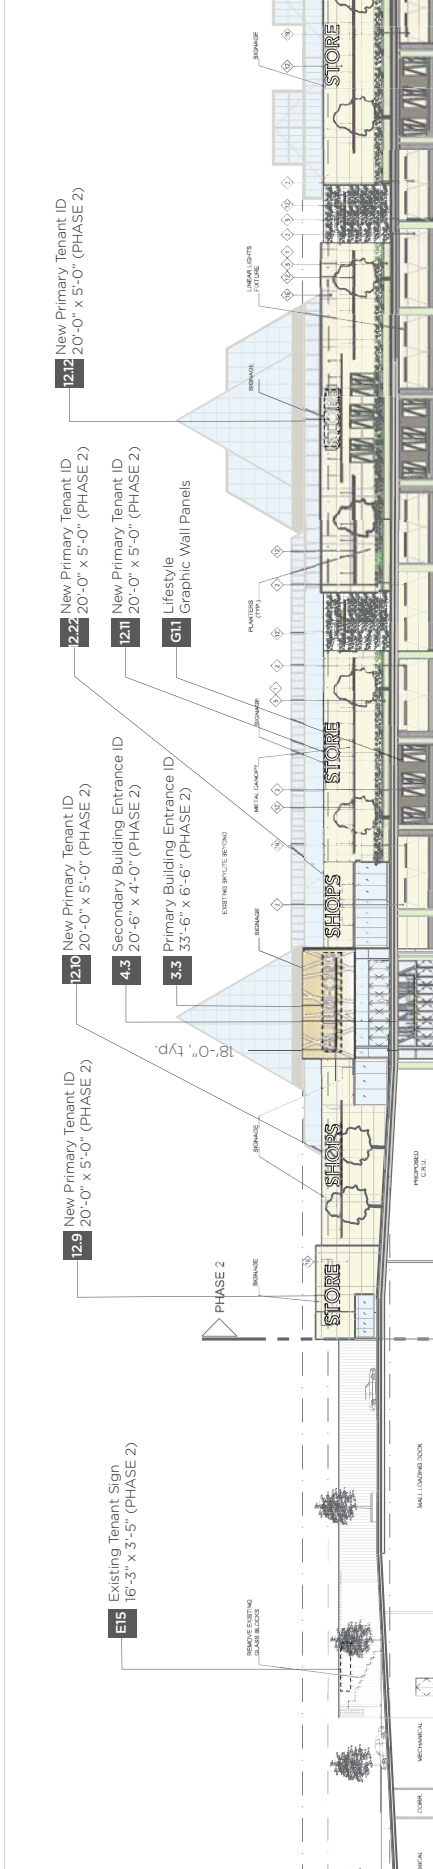 E15
Existing Tenant Sign
16'-3" x 3'-5" (PHASE 2)
12.9
New Primary Tenant ID
20'-0" x 5'-0" (PHASE 2)
12.10
New Primary Tenant ID
20'-0" x 5'-0" (PHASE 2)
4.3
Secondary Building Entrance ID
20'-6" x 4'-0" (PHASE 2)
3.3
Primary Building Entrance ID
33'-6" x 6'-6" (PHASE 2)
12.22
New Primary Tenant ID
20'-0" x 5'-0" (PHASE 2)
12.11
New Primary Tenant ID
20'-0" x 5'-0" (PHASE 2)
G1.1
Lifestyle
Graphic Wall Panels
12.12
New Primary Tenant ID
20'-0" x 5'-0" (PHASE 2)
PHASE 2
18'-0", typ.
REMOVE EXISTING
GLASS BLOCKS
SIGNAGE
SIGNAGE
SIGNAGE
EXISTING SKYLITE BEYOND
METAL CANOPY
SIGNAGE
PLANTERS
(TYP.)
SIGNAGE
LINEAR LIGHTS
FIXTURE
SIGNAGE
STORE
SHOPS
SHOPS
STORE
STORE
STORE
MECHANICAL
MALL LOADING DOCK
PROPOSED
C.R.U.